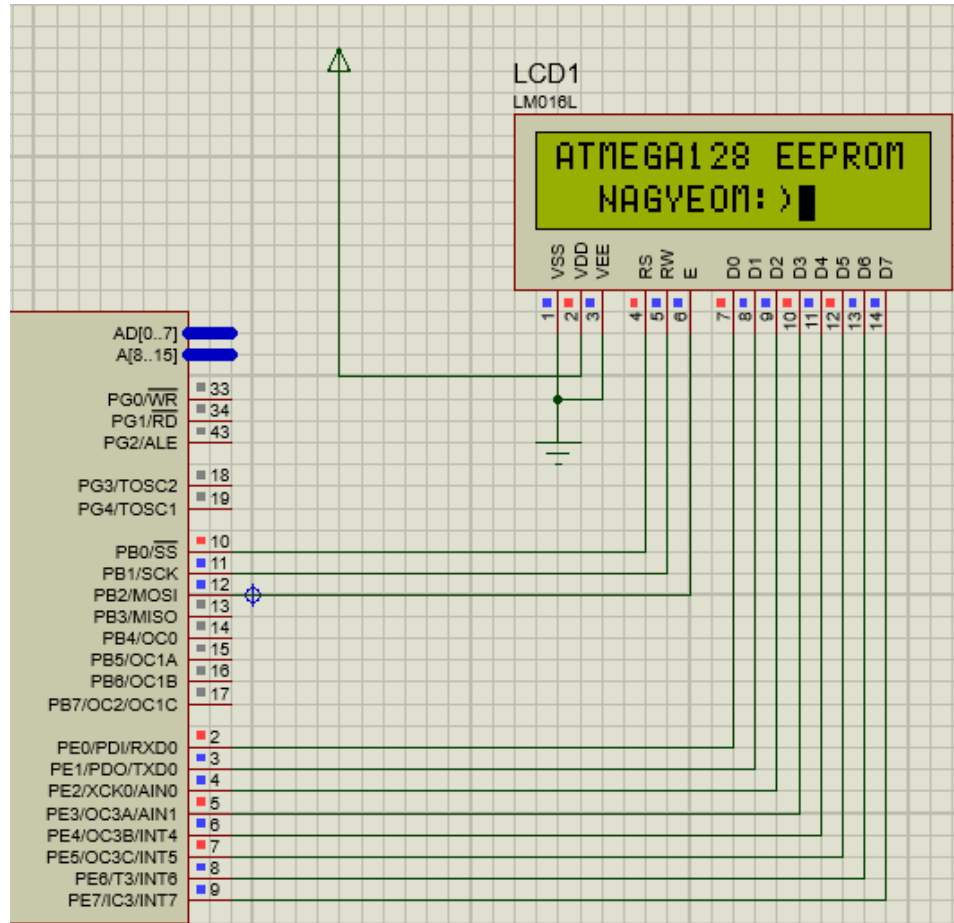 LCD1
LM016L
ATMEGA128 EEPROM
NAGYEOM:)
VSS
VDD
VEE
RS
RW
E
D0
D1
D2
D3
D4
D5
D6
D7
1
2
3
4
5
6
7
8
9
10
11
12
13
14
AD[0..7]
A[8..15]
PG0/WR 33
PG1/RD 34
PG2/ALE 43
PG3/TOSC2 18
PG4/TOSC1 19
PB0/SS 10
PB1/SCK 11
PB2/MOSI 12
PB3/MISO 13
PB4/OC0 14
PB5/OC1A 15
PB6/OC1B 16
PB7/OC2/OC1C 17
PE0/PDI/RXD0 2
PE1/PDO/TXD0 3
PE2/XCK0/AIN0 4
PE3/OC3A/AIN1 5
PE4/OC3B/INT4 6
PE5/OC3C/INT5 7
PE6/T3/INT6 8
PE7/IC3/INT7 9